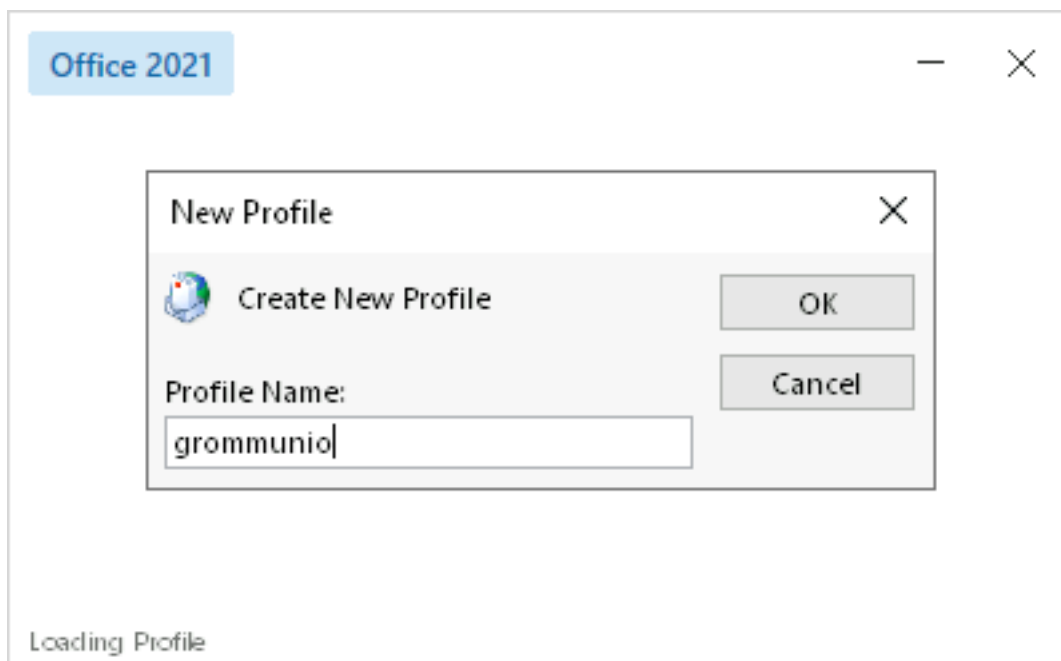 Office 2021
New Profile
Create New Profile
OK
Cancel
Profile Name:
grommunio
Loading Profile